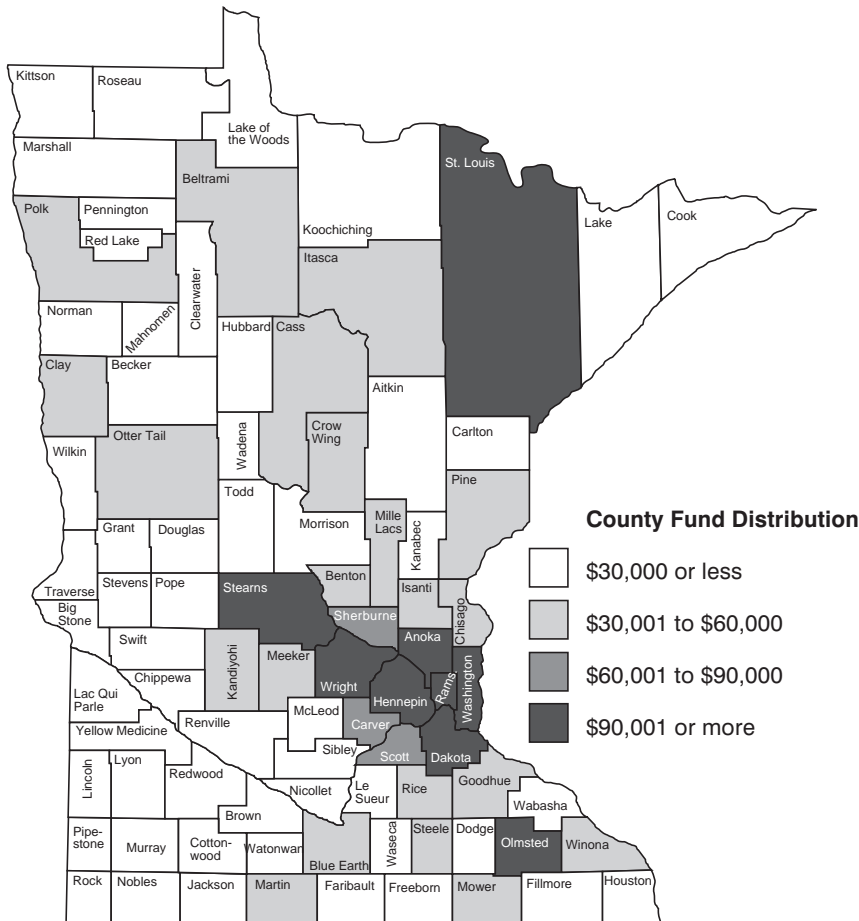 Kittson
Roseau
Lake of
the Woods
Marshall
St. Louis
Beltrami
Polk
Pennington
Red Lake
Koochiching
Lake
Cook
Itasca
Clearwater
Norman
Mahnomen
Hubbard
Cass
Clay
Becker
Aitkin
Otter Tail
Crow
Wing
Carlton
Wilkin
Wadena
Pine
Todd
Morrison
Mille
Lacs
Kanabec
Grant
Douglas
County Fund Distribution
$30,000 or less
$30,001 to $60,000
$60,001 to $90,000
$90,001 or more
Traverse
Stevens
Pope
Stearns
Benton
Isanti
Big
Stone
Sherburne
Chisago
Swift
Anoka
Kandiyohi
Meeker
Chippewa
Wright
Hennepin
Rams.
Washington
Lac Qui
Parle
McLeod
Carver
Yellow Medicine
Renville
Sibley
Scott
Dakota
Lincoln
Lyon
Redwood
Nicollet
Le
Sueur
Rice
Goodhue
Wabasha
Brown
Pipe-
stone
Murray
Cotton-
wood
Watonwan
Blue Earth
Waseca
Steele
Dodge
Olmsted
Winona
Rock
Nobles
Jackson
Martin
Faribault
Freeborn
Mower
Fillmore
Houston